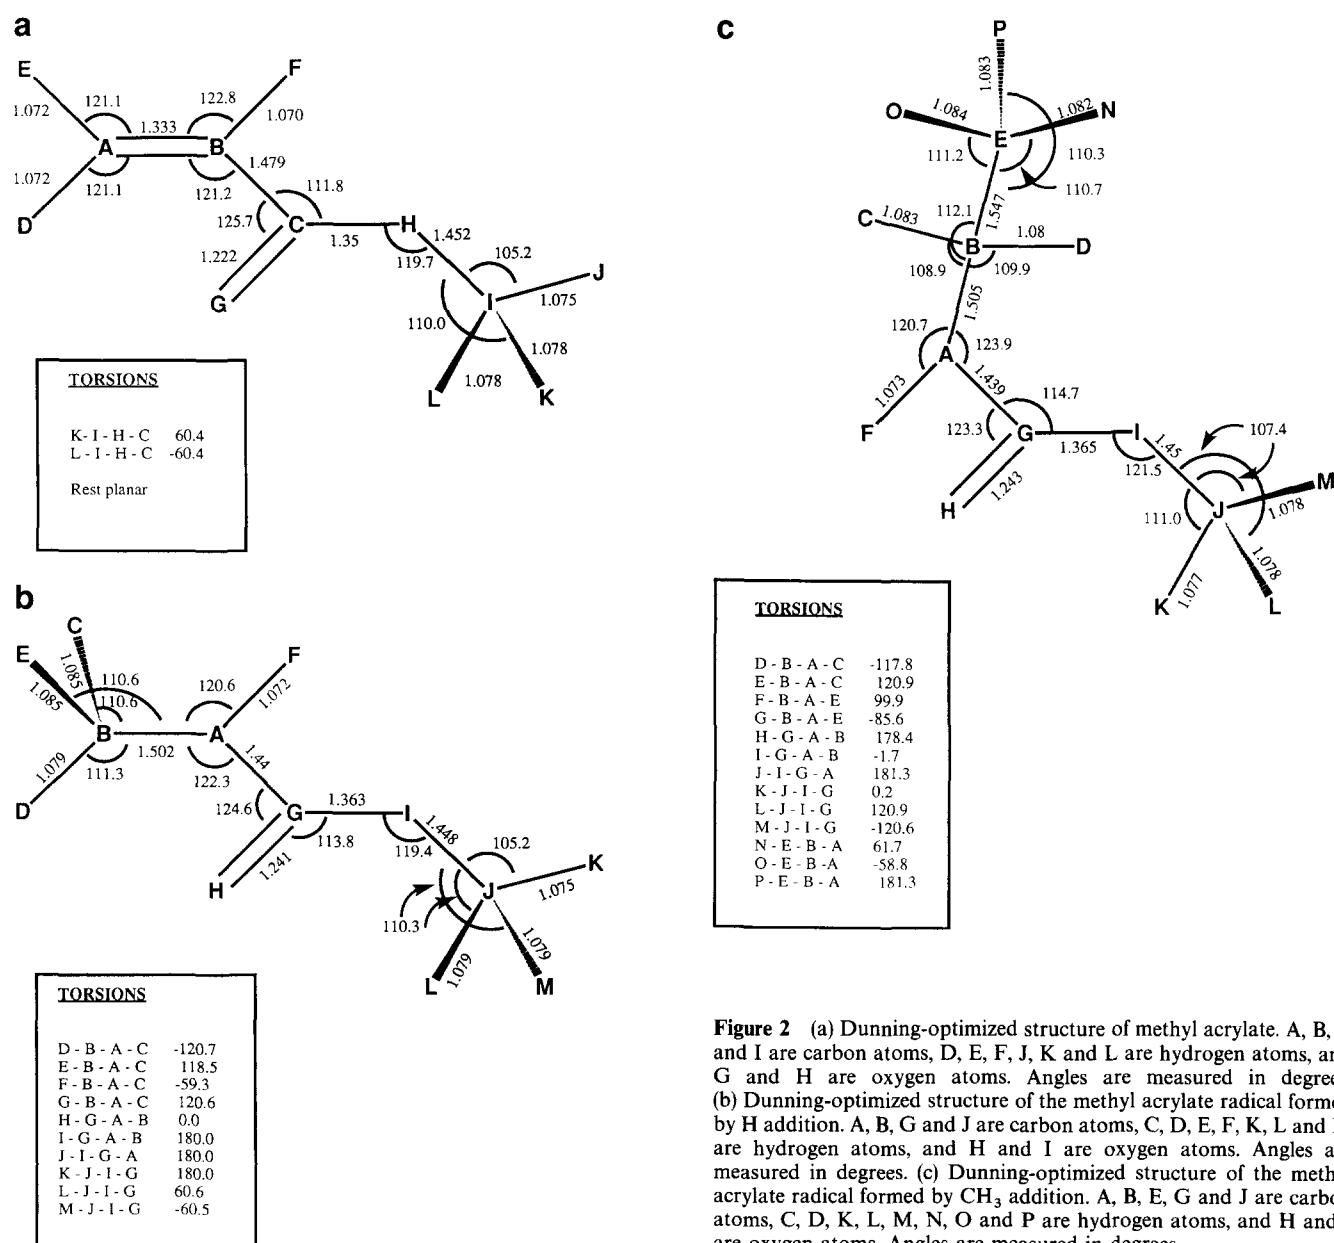 a
E
F
1.072
121.1
122.8
1.333
1.070
A
B
1.072
121.1
121.2
1.479
D
125.7
111.8
C
H
1.222
1.35
1.452
119.7
105.2
J
G
I
1.075
110.0
1.078
1.078
L
K
TORSIONS
K - I - H - C 60.4
L - I - H - C -60.4
Rest planar
b
C
E
F
1.085
1.085
110.6
110.6
120.6
1.072
B
A
1.079
111.3
1.502
122.3
1.44
D
124.6
G
1.363
I
113.8
1.448
119.4
105.2
K
H
1.241
J
1.075
110.3
1.079
1.079
L
M
TORSIONS
D - B - A - C -120.7
E - B - A - C 118.5
F - B - A - C -59.3
G - B - A - C 120.6
H - G - A - B 0.0
I - G - A - B 180.0
J - I - G - A 180.0
K - J - I - G 180.0
L - J - I - G 60.6
M - J - I - G -60.5
c
P
1.083
O
1.084
1.082
N
E
111.2
110.3
110.7
1.547
C
1.083
112.1
B
1.08
D
108.9
109.9
1.505
120.7
123.9
A
1.073
1.439
114.7
F
123.3
G
1.365
I
1.45
107.4
121.5
H
1.243
M
111.0
J
1.078
1.077
1.078
K
L
TORSIONS
D - B - A - C -117.8
E - B - A - C 120.9
F - B - A - E 99.9
G - B - A - E -85.6
H - G - A - B 178.4
I - G - A - B -1.7
J - I - G - A 181.3
K - J - I - G 0.2
L - J - I - G 120.9
M - J - I - G -120.6
N - E - B - A 61.7
O - E - B - A -58.8
P - E - B - A 181.3
Figure 2 (a) Dunning-optimized structure of methyl acrylate. A, B,
and I are carbon atoms, D, E, F, J, K and L are hydrogen atoms, an
G and H are oxygen atoms. Angles are measured in degree
(b) Dunning-optimized structure of the methyl acrylate radical forme
by H addition. A, B, G and J are carbon atoms, C, D, E, F, K, L and
are hydrogen atoms, and H and I are oxygen atoms. Angles a
measured in degrees. (c) Dunning-optimized structure of the meth
acrylate radical formed by CH₃ addition. A, B, E, G and J are carbo
atoms, C, D, K, L, M, N, O and P are hydrogen atoms, and H and
are oxygen atoms. Angles are measured in degrees